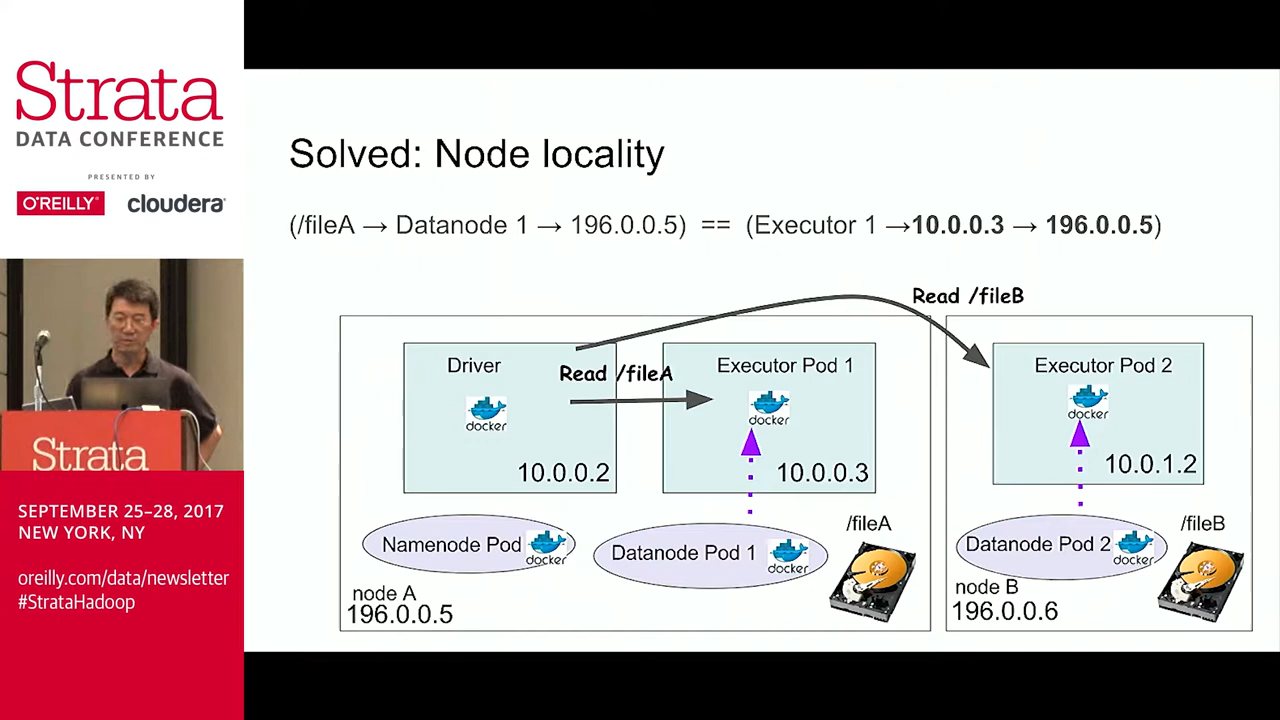 Strata
DATA CONFERENCE
PRESENTED BY
O'REILLY®
cloudera
Strata
SEPTEMBER 25–28, 2017
NEW YORK, NY
oreilly.com/data/newsletter
#StrataHadoop
Solved: Node locality
(/fileA → Datanode 1 → 196.0.0.5) == (Executor 1 →10.0.0.3 → 196.0.0.5)
Read /fileB
Driver
Read /fileA
docker
10.0.0.2
Executor Pod 1
docker
10.0.0.3
Executor Pod 2
docker
10.0.1.2
Namenode Pod
docker
Datanode Pod 1
docker
/fileA
node A
196.0.0.5
Datanode Pod 2
docker
/fileB
node B
196.0.0.6